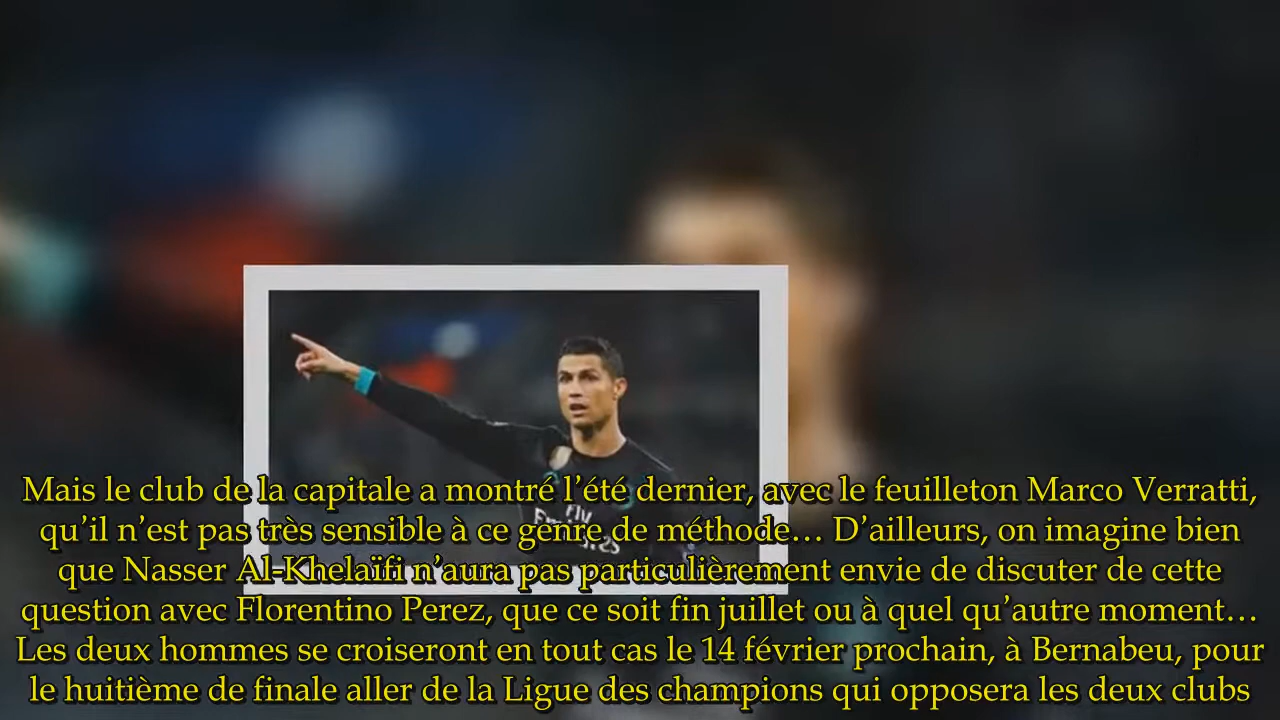 Fly
Emirates
Mais le club de la capitale a montré l’été dernier, avec le feuilleton Marco Verratti,
qu’il n’est pas très sensible à ce genre de méthode… D’ailleurs, on imagine bien
que Nasser Al-Khelaïfi n’aura pas particulièrement envie de discuter de cette
question avec Florentino Perez, que ce soit fin juillet ou à quel qu’autre moment…
Les deux hommes se croiseront en tout cas le 14 février prochain, à Bernabeu, pour
le huitième de finale aller de la Ligue des champions qui opposera les deux clubs